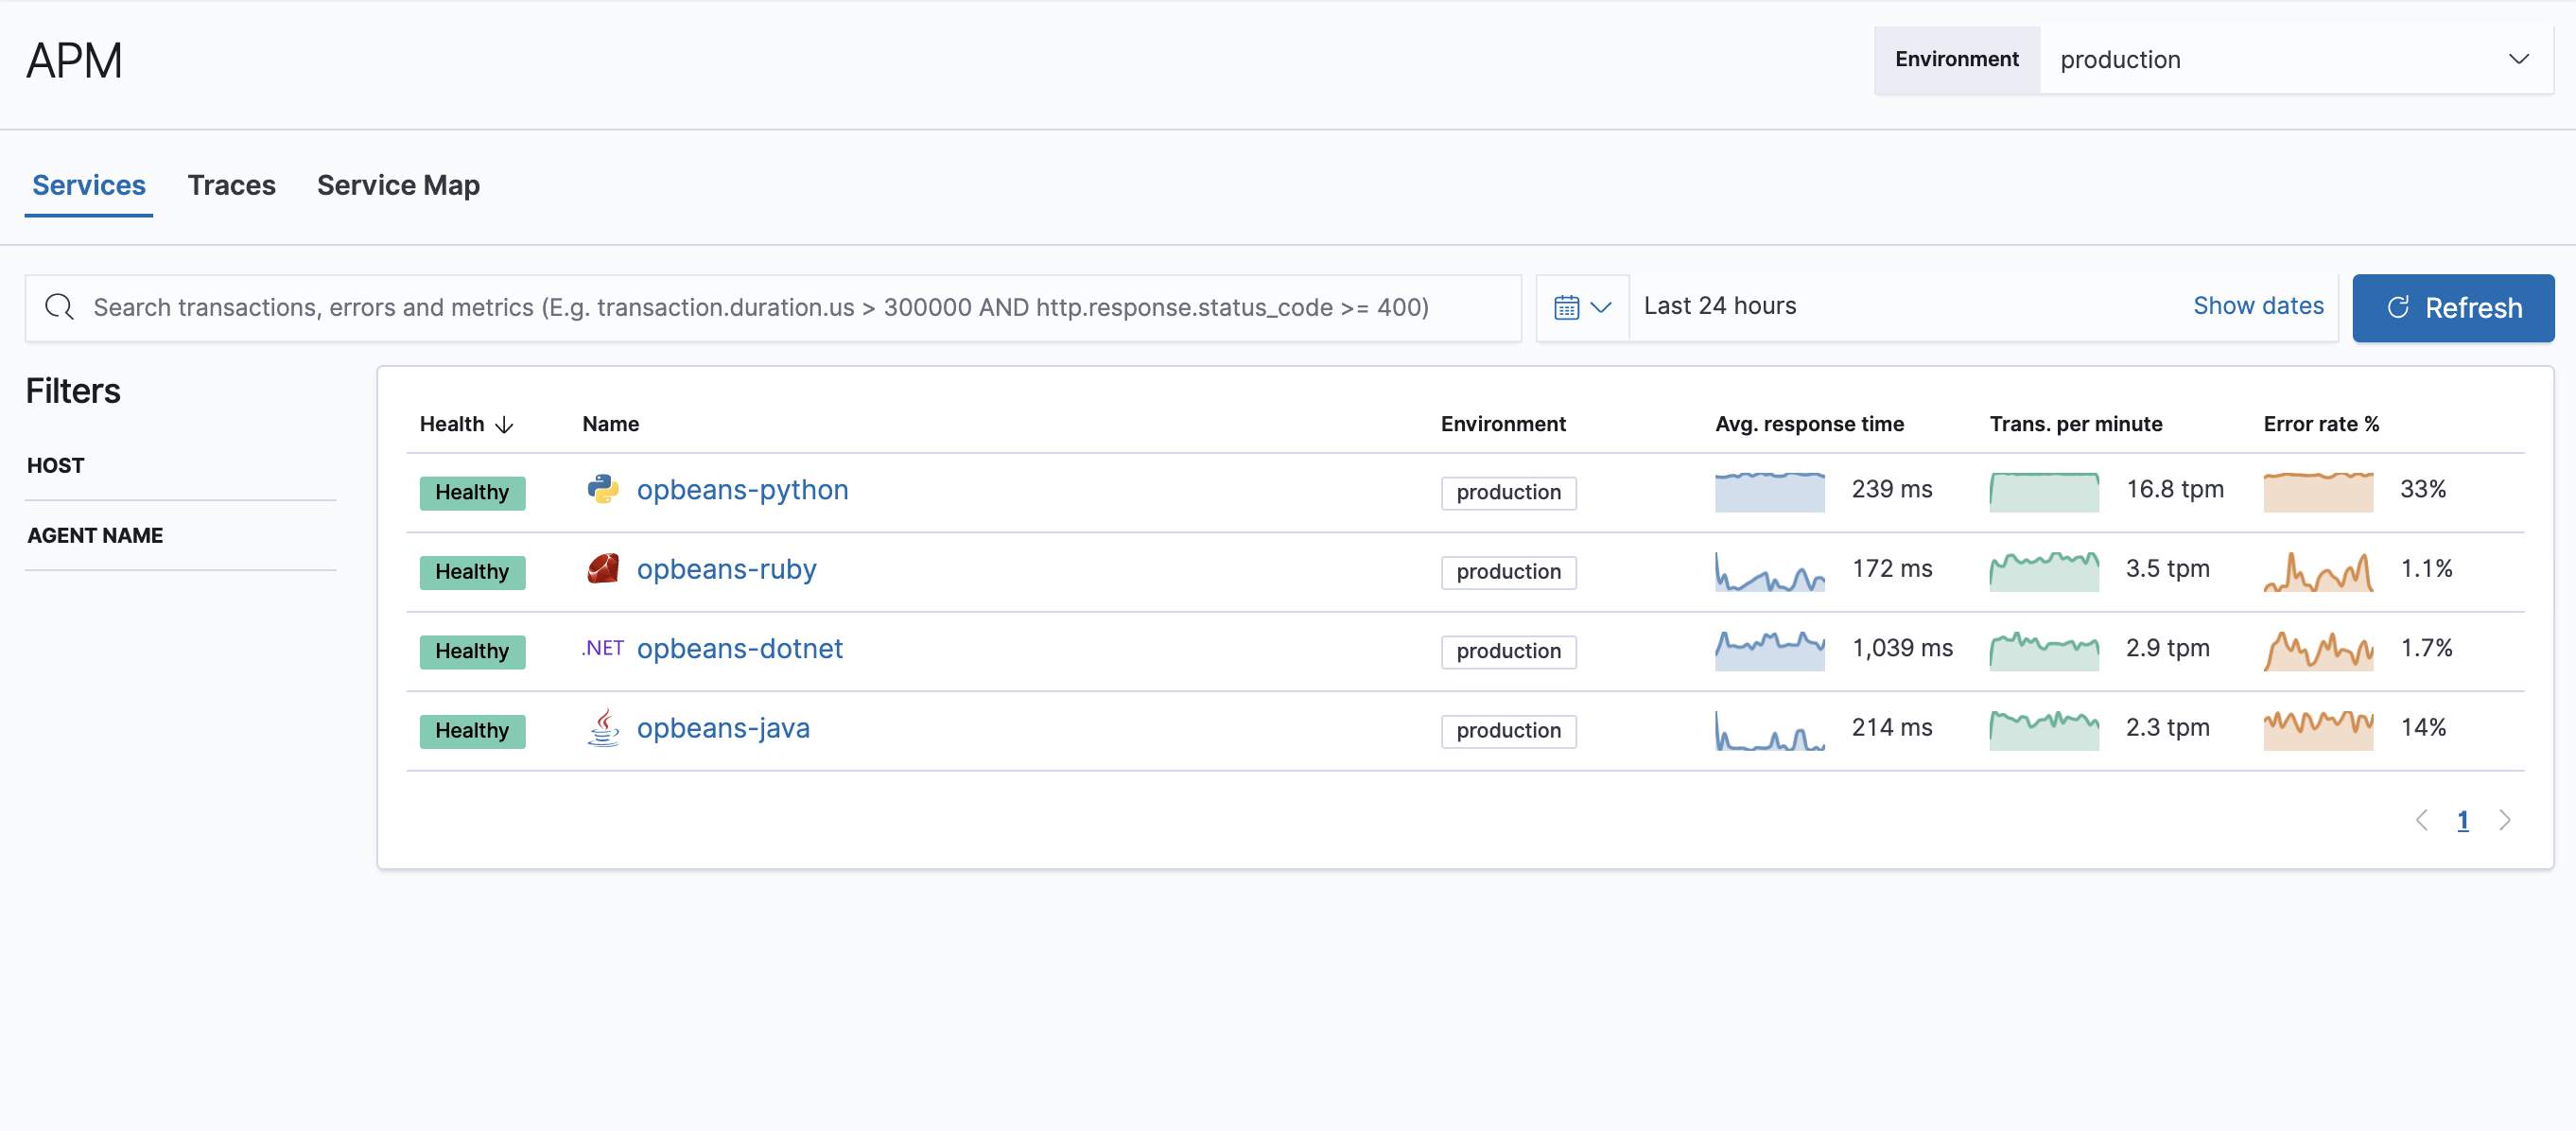 APM
Environment production
Services Traces Service Map
Search transactions, errors and metrics (E.g. transaction.duration.us > 300000 AND http.response.status_code >= 400) Last 24 hours Show dates Refresh
Filters
HOST
AGENT NAME
Health Name Environment Avg. response time Trans. per minute Error rate %
Healthy opbeans-python production 239 ms 16.8 tpm 33%
Healthy opbeans-ruby production 172 ms 3.5 tpm 1.1%
Healthy .NET opbeans-dotnet production 1,039 ms 2.9 tpm 1.7%
Healthy opbeans-java production 214 ms 2.3 tpm 14%
1